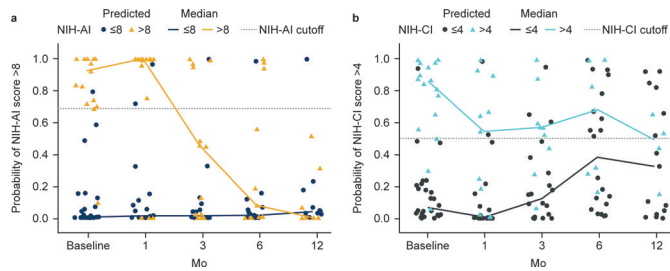 a
Predicted Median
NIH-AI ≤8 >8 ≤8 >8 NIH-AI cutoff
Probability of NIH-AI score >8
1.0
0.8
0.6
0.4
0.2
0.0
Baseline 1 3 6 12
Mo
b
Predicted Median
NIH-CI >4 ≤4 ≤4 >4 NIH-CI cutoff
Probability of NIH-CI score >4
1.0
0.8
0.6
0.4
0.2
0.0
Baseline 1 3 6 12
Mo